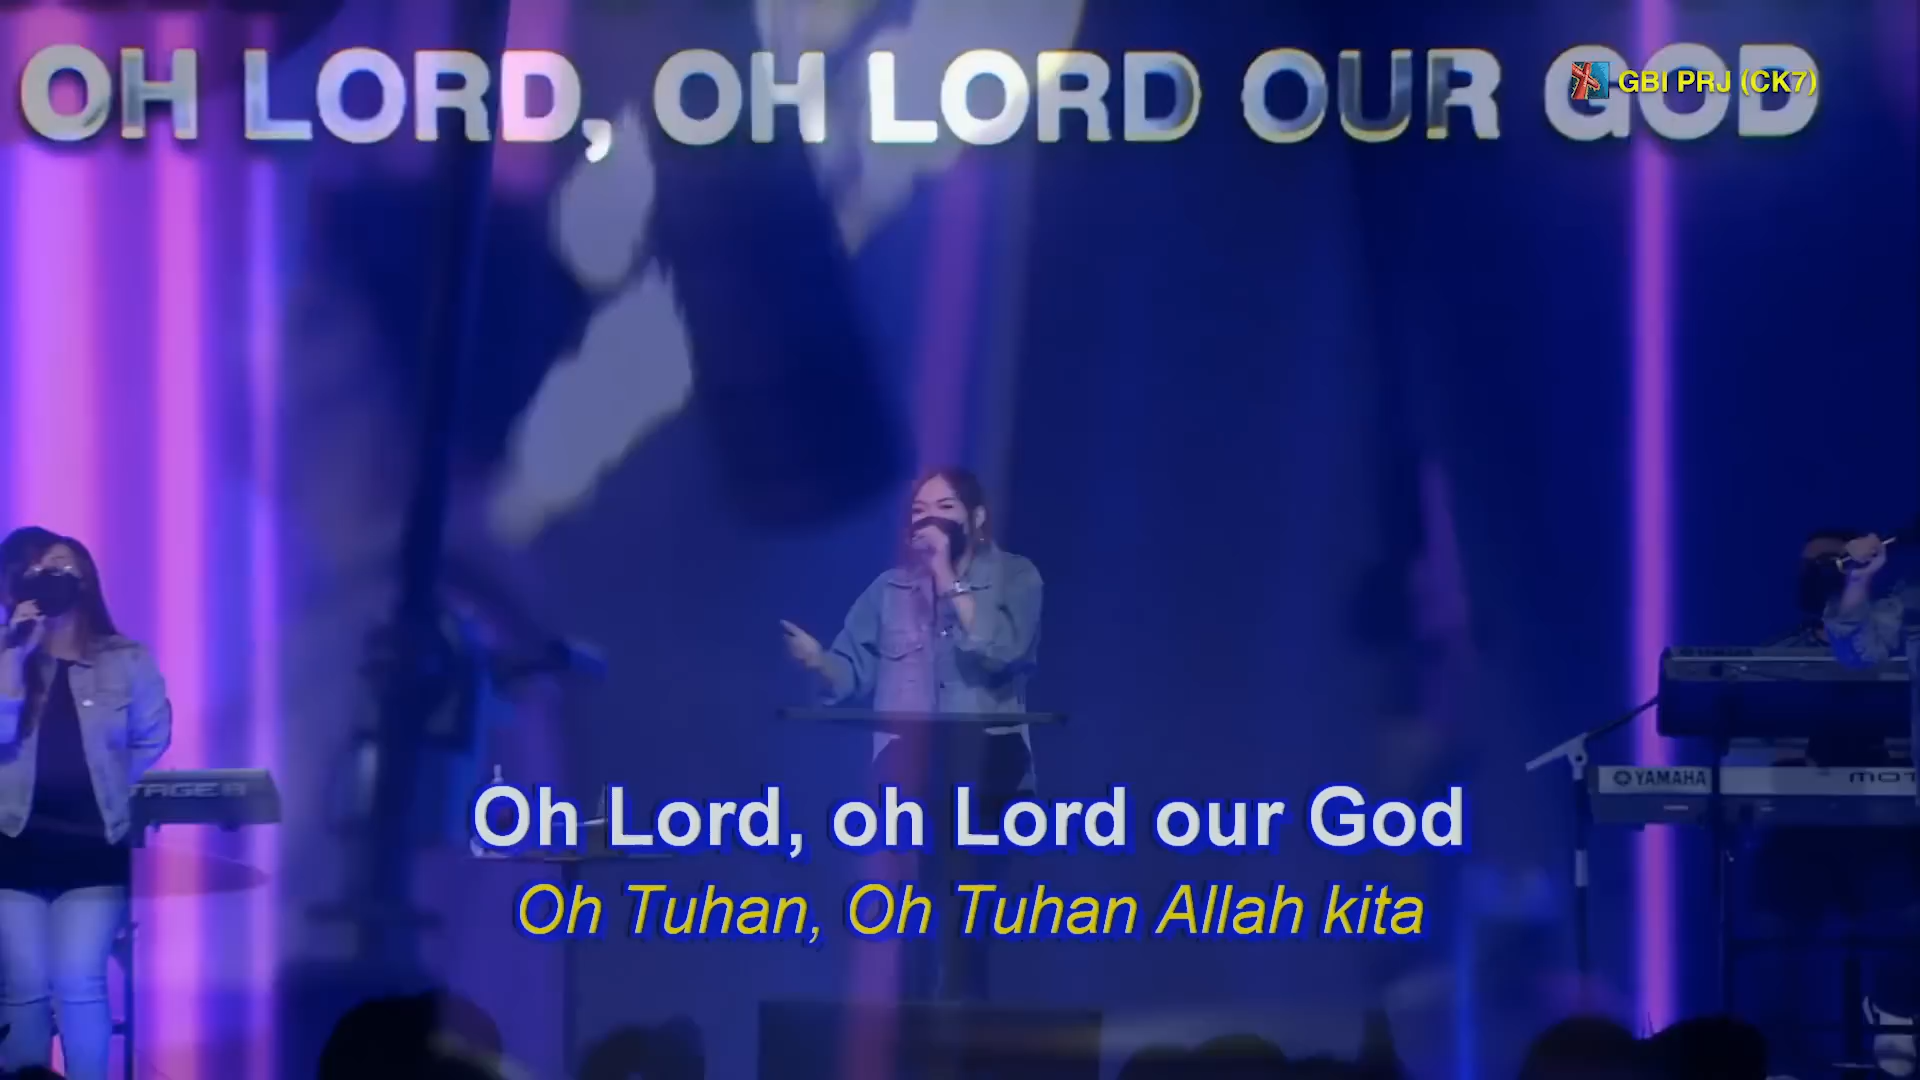 OH LORD, OH LORD OUR GOD
GBI PRJ (CK7)
YAMAHA
Oh Lord, oh Lord our God
Oh Tuhan, Oh Tuhan Allah kita